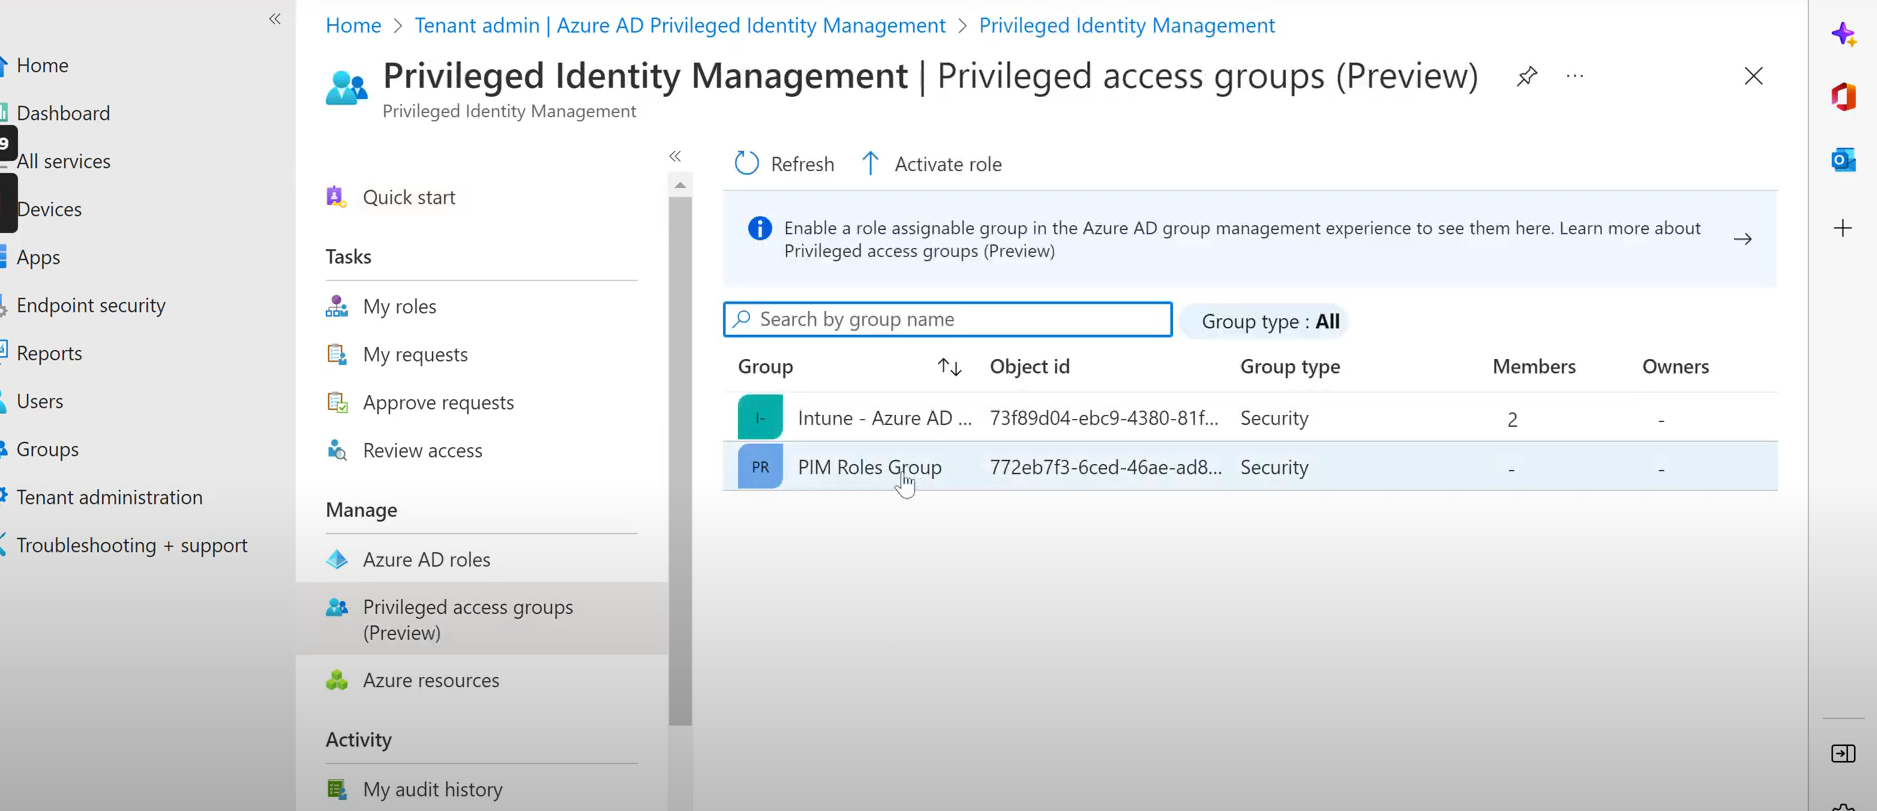 Home > Tenant admin | Azure AD Privileged Identity Management > Privileged Identity Management
Privileged Identity Management | Privileged access groups (Preview)
Privileged Identity Management
Home
Dashboard
9
All services
Devices
Apps
Endpoint security
Reports
Users
Groups
Tenant administration
Troubleshooting + support
Quick start
Tasks
My roles
My requests
Approve requests
Review access
Manage
Azure AD roles
Privileged access groups
(Preview)
Azure resources
Activity
My audit history
Refresh
Activate role
Enable a role assignable group in the Azure AD group management experience to see them here. Learn more about
Privileged access groups (Preview)
Search by group name
Group type : All
Group Object id Group type Members Owners
I- Intune - Azure AD ... 73f89d04-ebc9-4380-81f... Security 2 -
PR PIM Roles Group 772eb7f3-6ced-46ae-ad8... Security - -